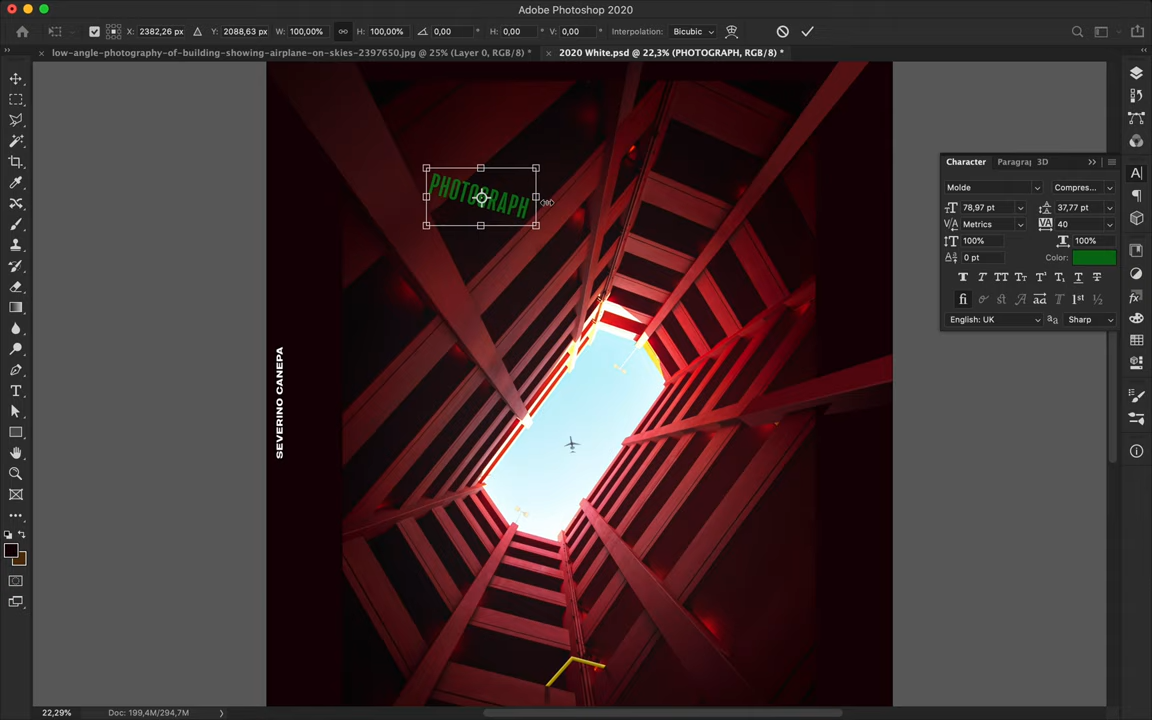 Adobe Photoshop 2020
X: 2382,26 px Y: 2088,63 px W: 100,00% H: 100,00% 0,00 H: 0,00 V: 0,00 Interpolation: Bicubic
low-angle-photography-of-building-showing-airplane-on-skies-2397650.jpg @ 25% (Layer 0, RGB/8) *
2020 White.psd @ 22,3% (PHOTOGRAPH, RGB/8) *
PHOTOGRAPH
SEVERINO CANEPA
Character Paragraj 3D
Molde Compres...
78,97 pt 37,77 pt
Metrics 40
100% 100%
0 pt Color:
English: UK Sharp
22,29% Doc: 199,4M/294,7M